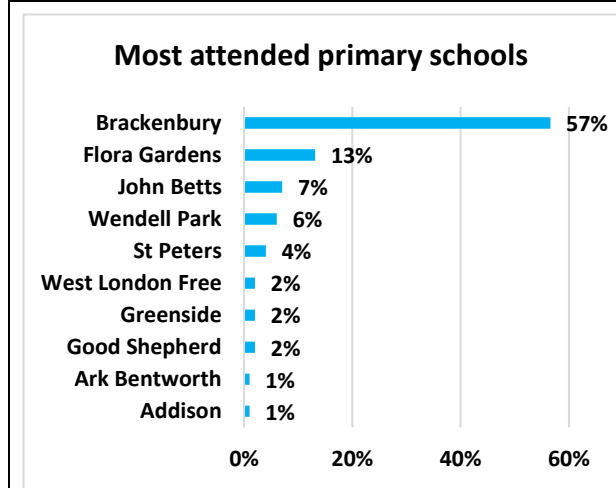 Most attended primary schools
Brackenbury 57%
Flora Gardens 13%
John Betts 7%
Wendell Park 6%
St Peters 4%
West London Free 2%
Greenside 2%
Good Shepherd 2%
Ark Bentworth 1%
Addison 1%
0% 20% 40% 60%